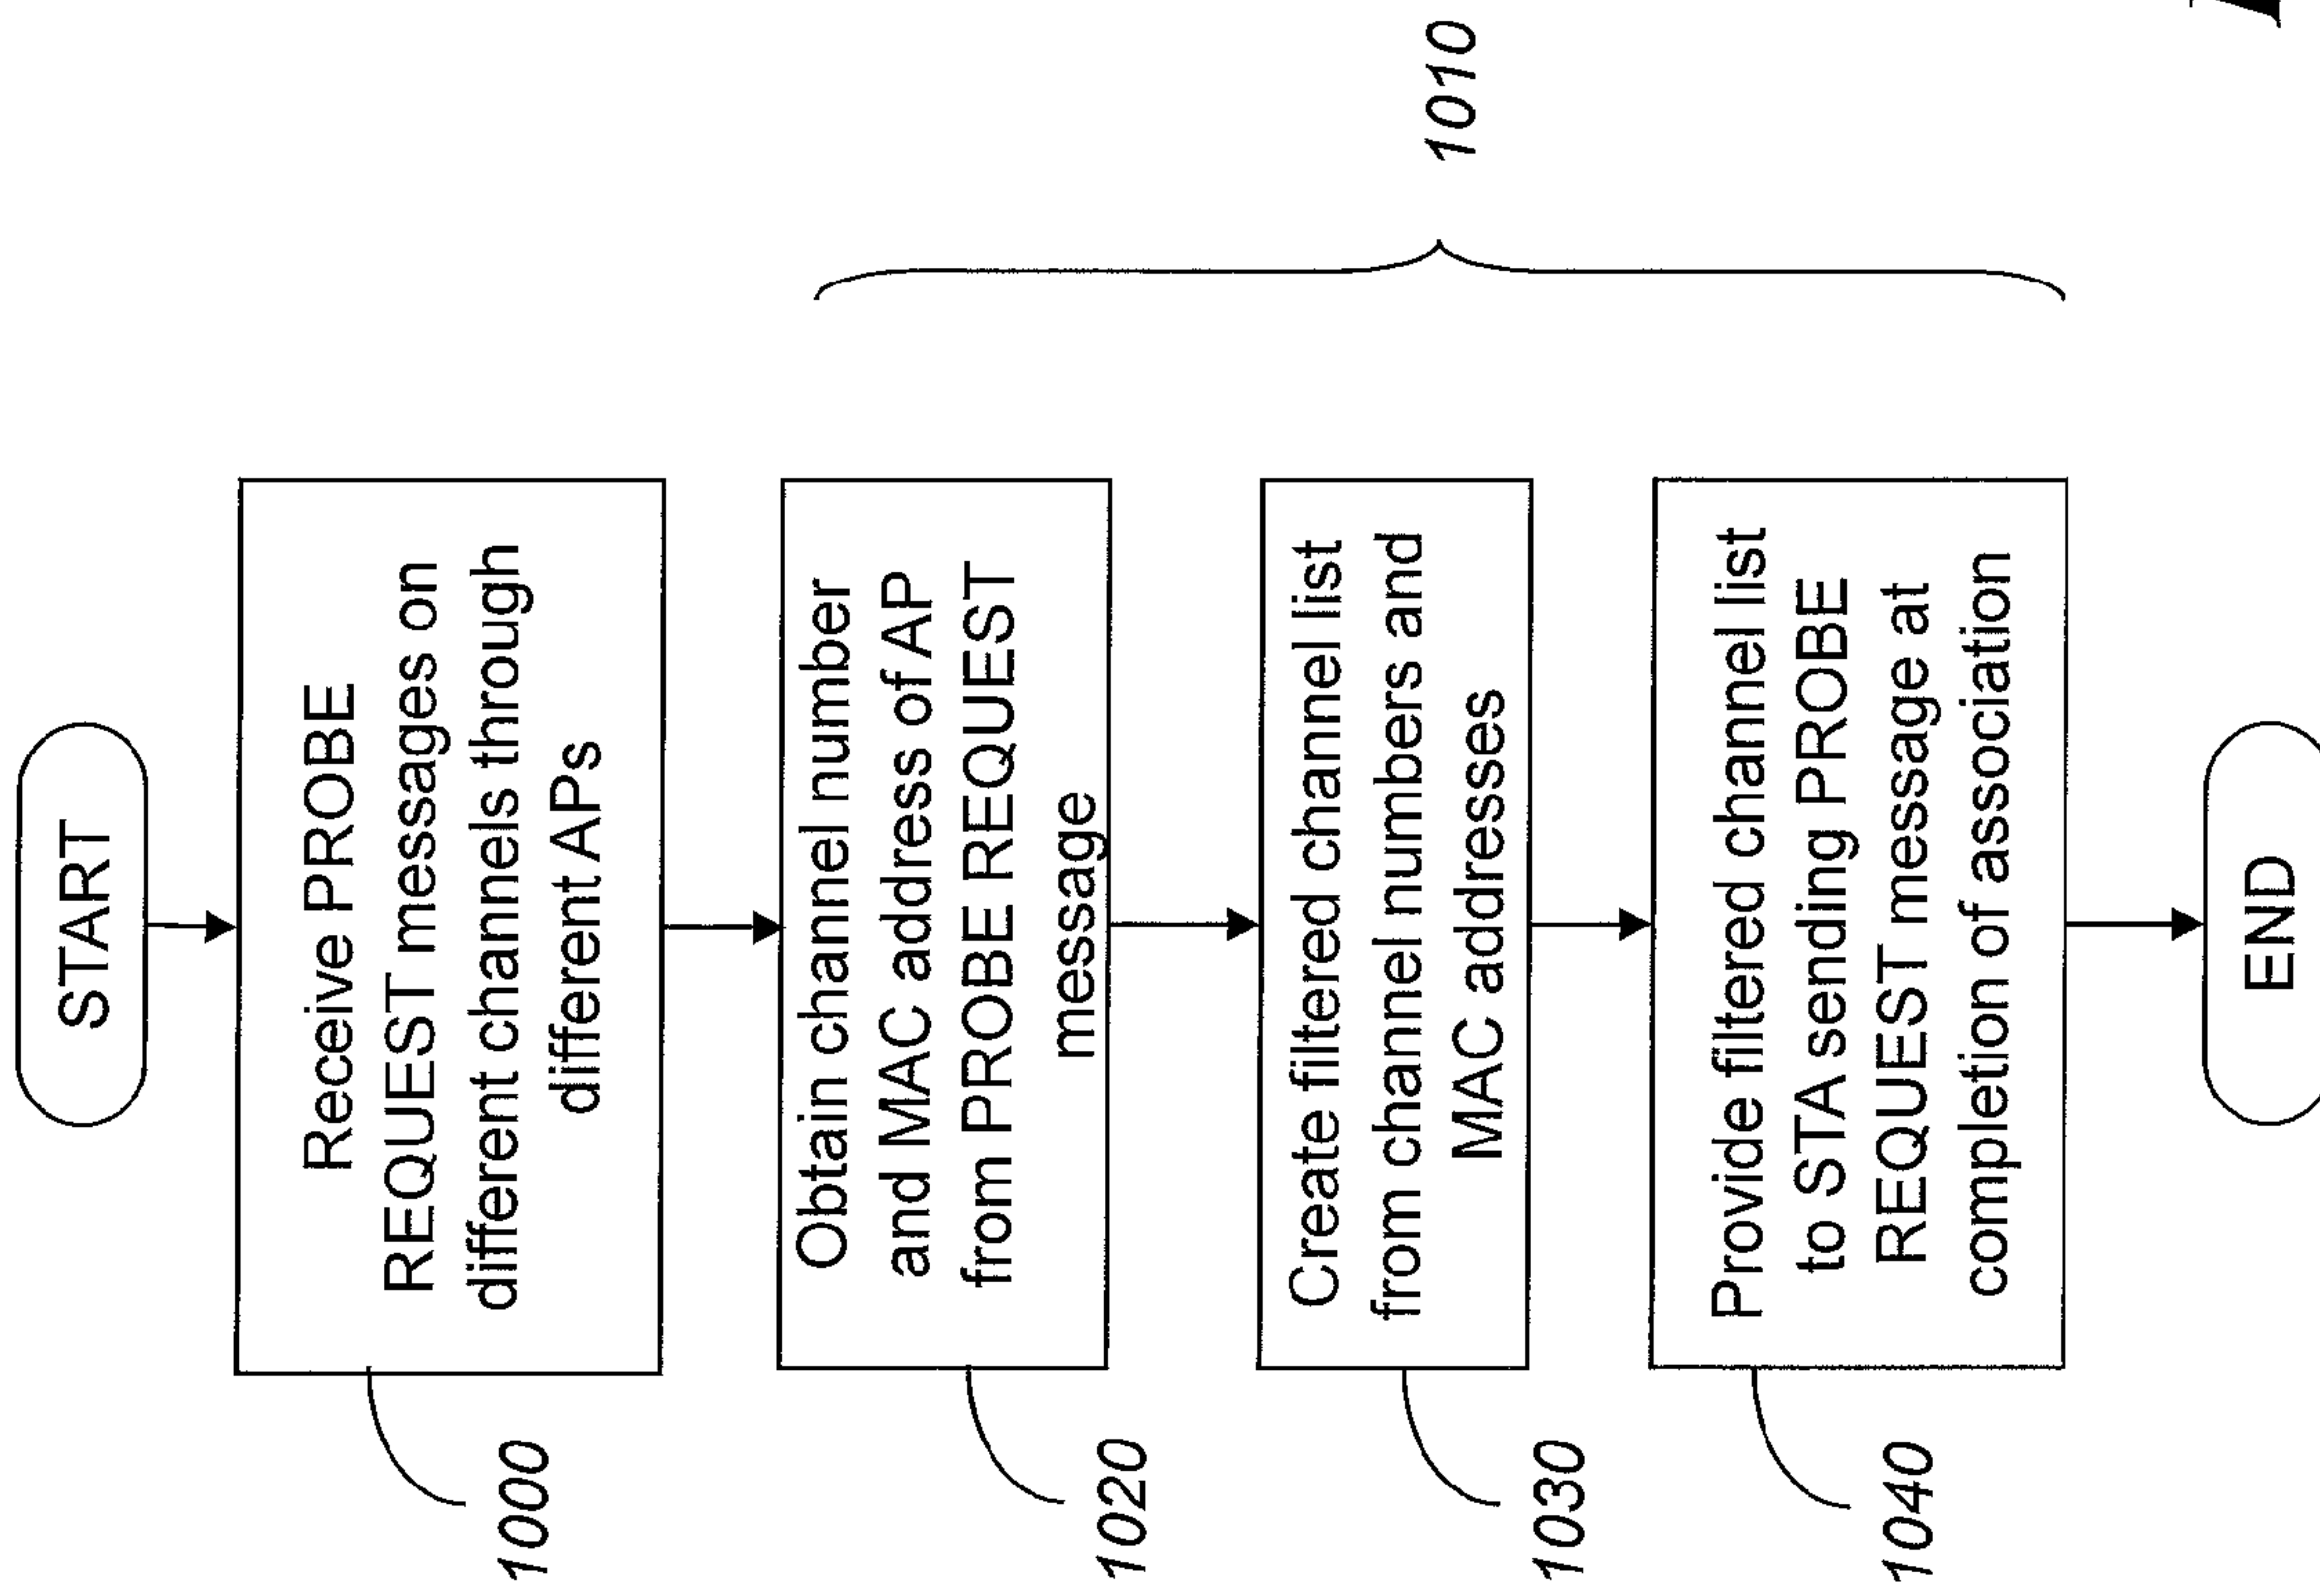 START
Receive PROBE
REQUEST messages on
different channels through
different APs
1000
Obtain channel number
and MAC address of AP
from PROBE REQUEST
message
1020
Create filtered channel list
from channel numbers and
MAC addresses
1030
Provide filtered channel list
to STA sending PROBE
REQUEST message at
completion of association
1040
1010
END